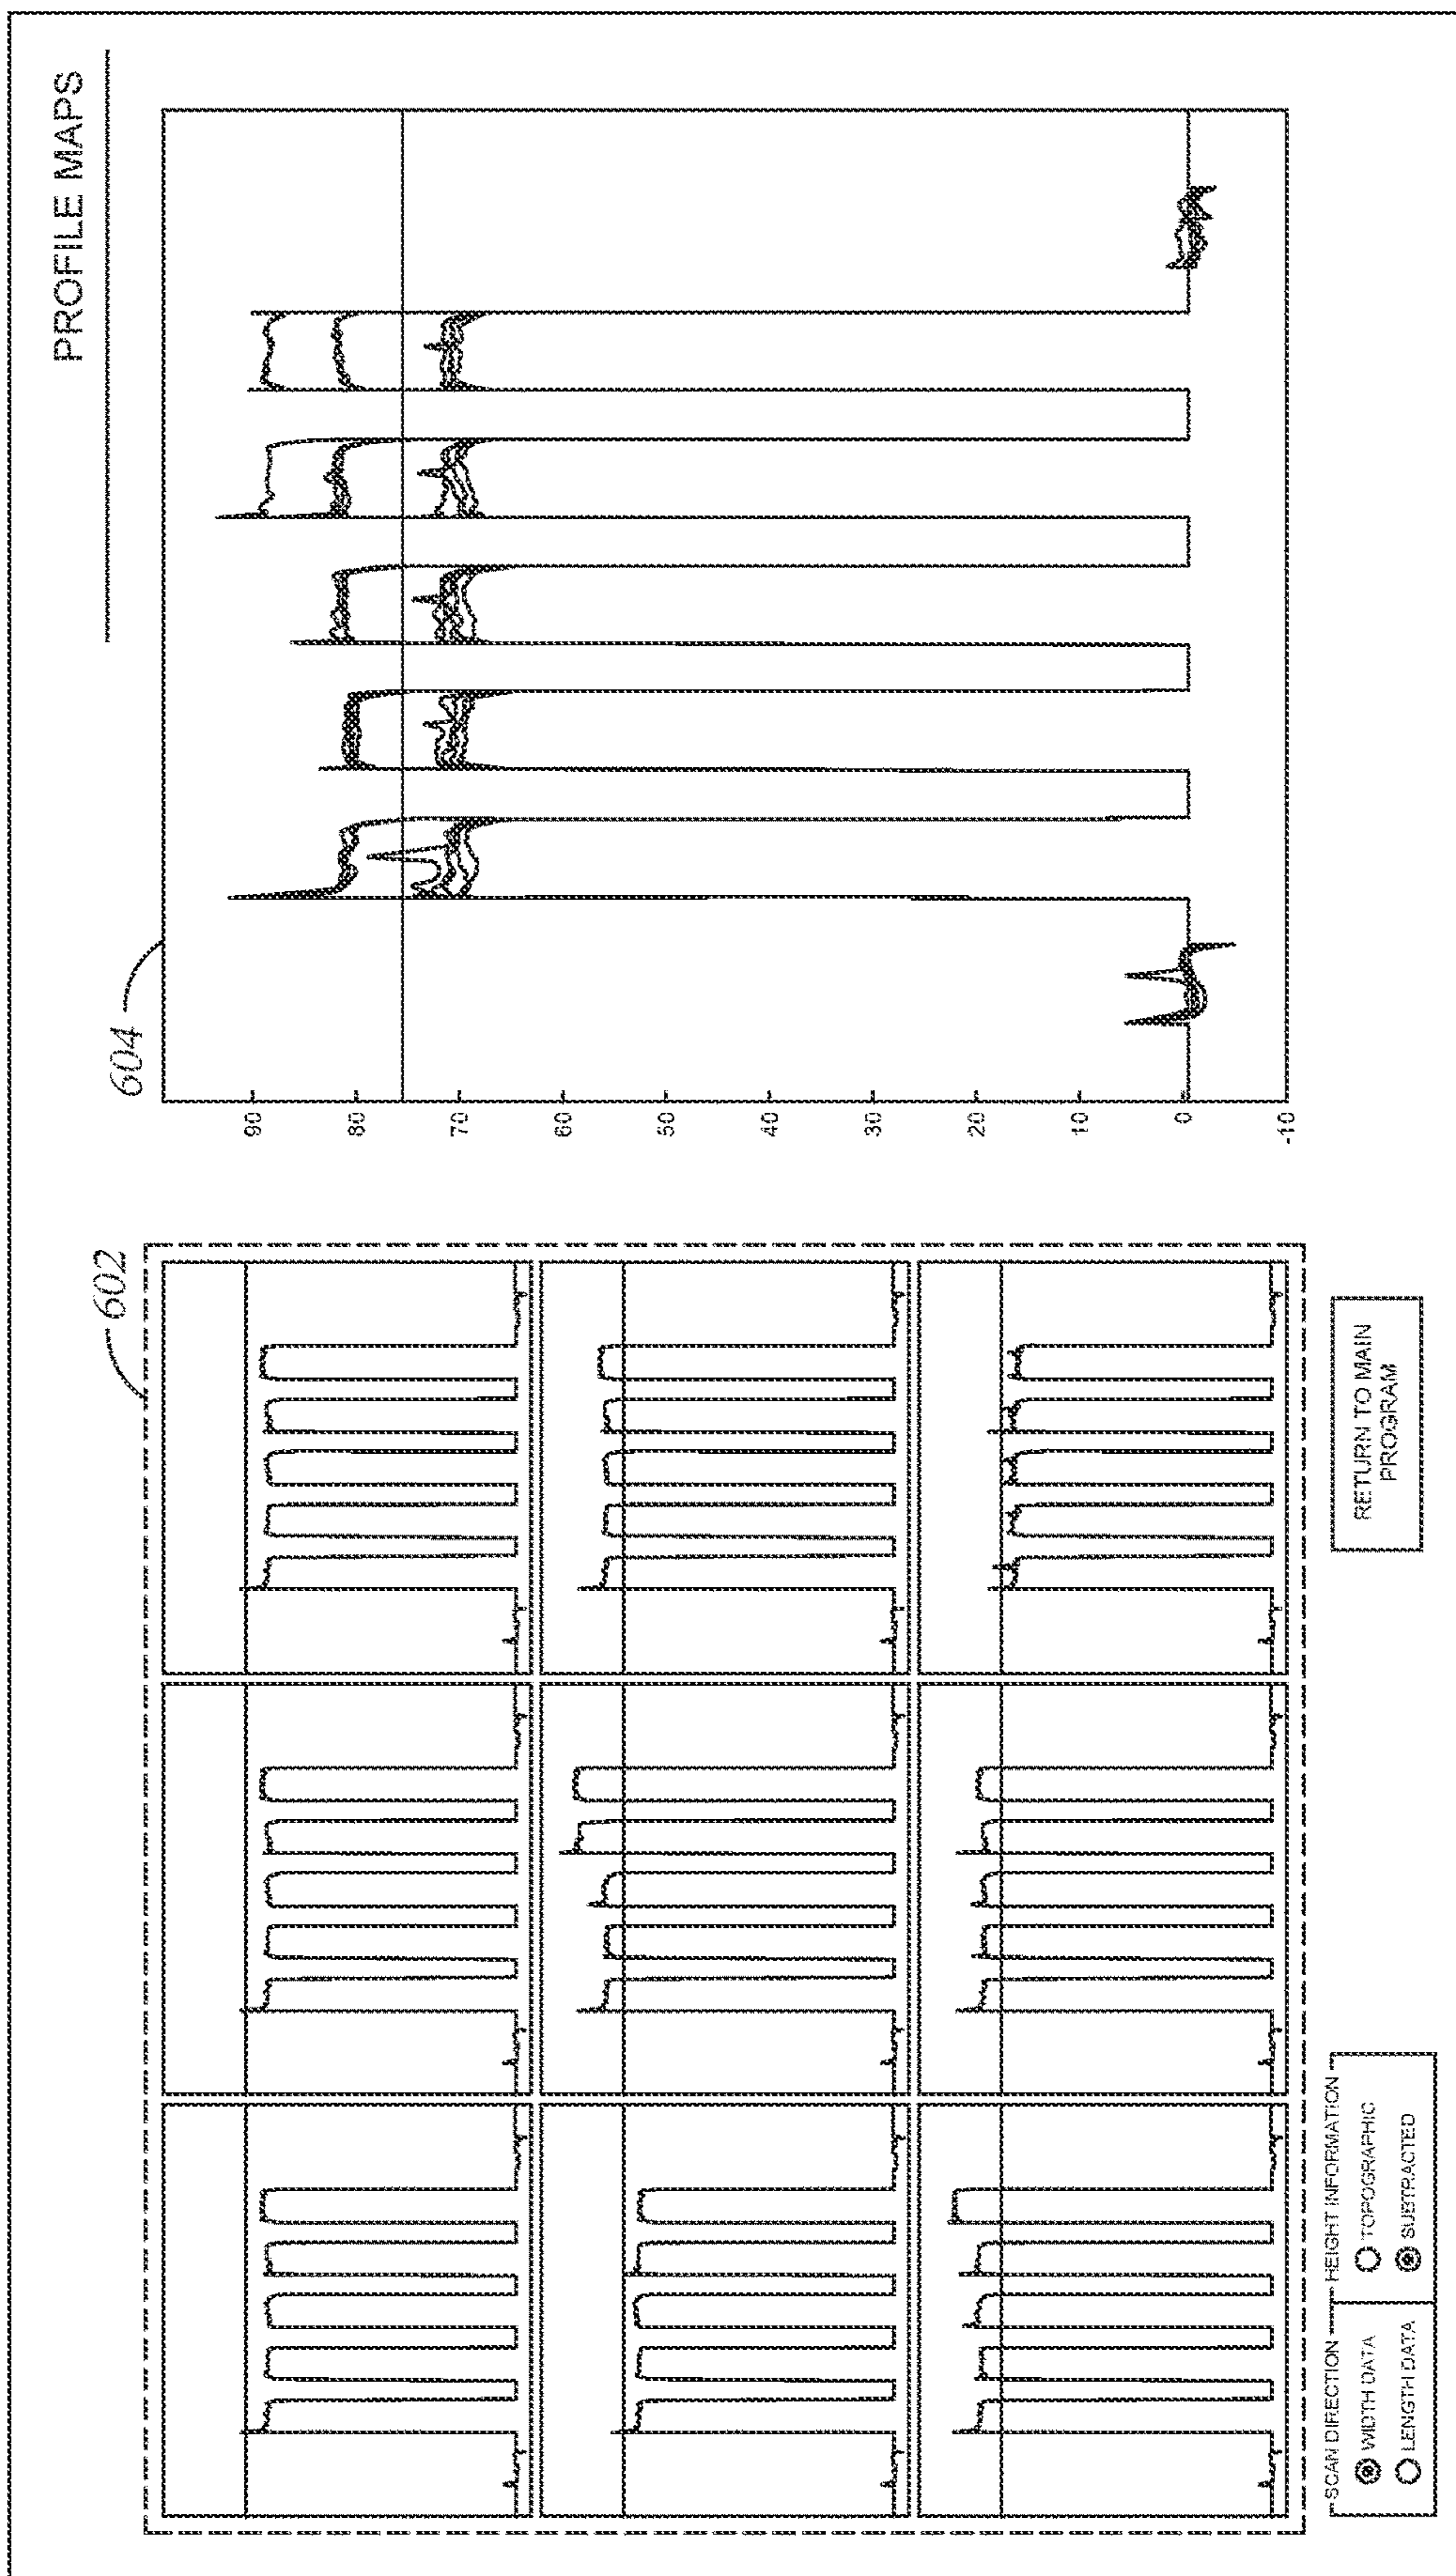 PROFILE MAPS
602
604
90
80
70
60
50
40
30
20
10
0
-10
SCAN DIRECTION
WIDTH DATA
LENGTH DATA
HEIGHT INFORMATION
TOPOGRAPHIC
SUBTRACTED
RETURN TO MAIN
PROGRAM